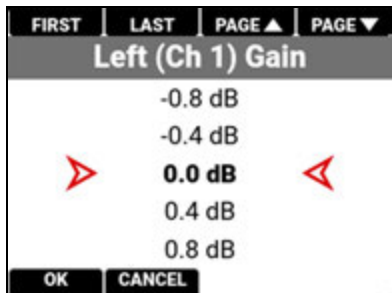 FIRST LAST PAGE▲ PAGE▼
Left (Ch 1) Gain
-0.8 dB
-0.4 dB
0.0 dB
0.4 dB
0.8 dB
OK CANCEL